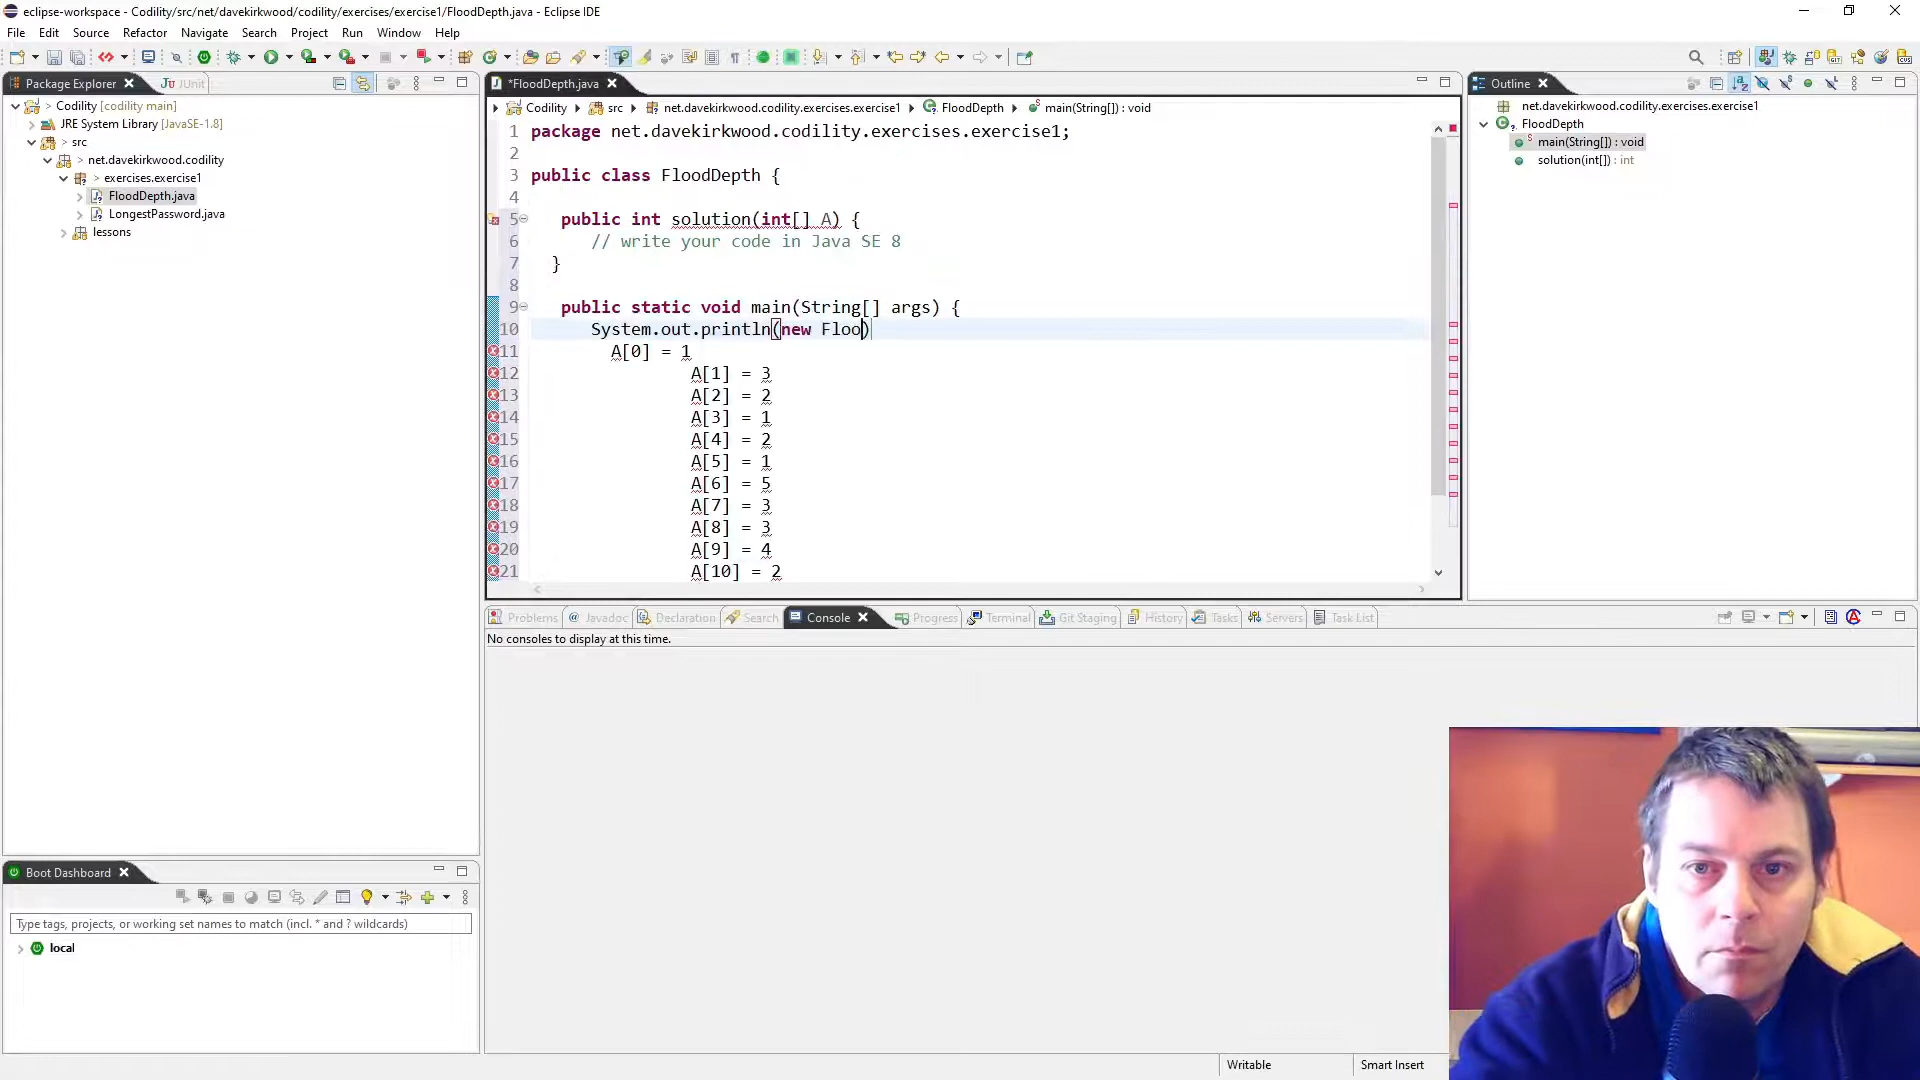 eclipse-workspace - Codility/src/net/davekirkwood/codility/exercises/exercise1/FloodDepth.java - Eclipse IDE
File Edit Source Refactor Navigate Search Project Run Window Help
Package Explorer
JUnit
Codility [codility main]
JRE System Library [JavaSE-1.8]
src
net.davekirkwood.codility
exercises.exercise1
FloodDepth.java
LongestPassword.java
lessons
*FloodDepth.java
Codility src net.davekirkwood.codility.exercises.exercise1 FloodDepth main(String[]) : void
1 package net.davekirkwood.codility.exercises.exercise1;
2
3 public class FloodDepth {
4
5 public int solution(int[] A) {
6 // write your code in Java SE 8
7 }
8
9 public static void main(String[] args) {
10 System.out.println(new Floo)
11 A[0] = 1
12 A[1] = 3
13 A[2] = 2
14 A[3] = 1
15 A[4] = 2
16 A[5] = 1
17 A[6] = 5
18 A[7] = 3
19 A[8] = 3
20 A[9] = 4
21 A[10] = 2
Outline
net.davekirkwood.codility.exercises.exercise1
FloodDepth
main(String[]) : void
solution(int[]) : int
Problems Javadoc Declaration Search Console Progress Terminal Git Staging History Tasks Servers Task List
No consoles to display at this time.
Boot Dashboard
Type tags, projects, or working set names to match (incl. * and ? wildcards)
local
Writable
Smart Insert